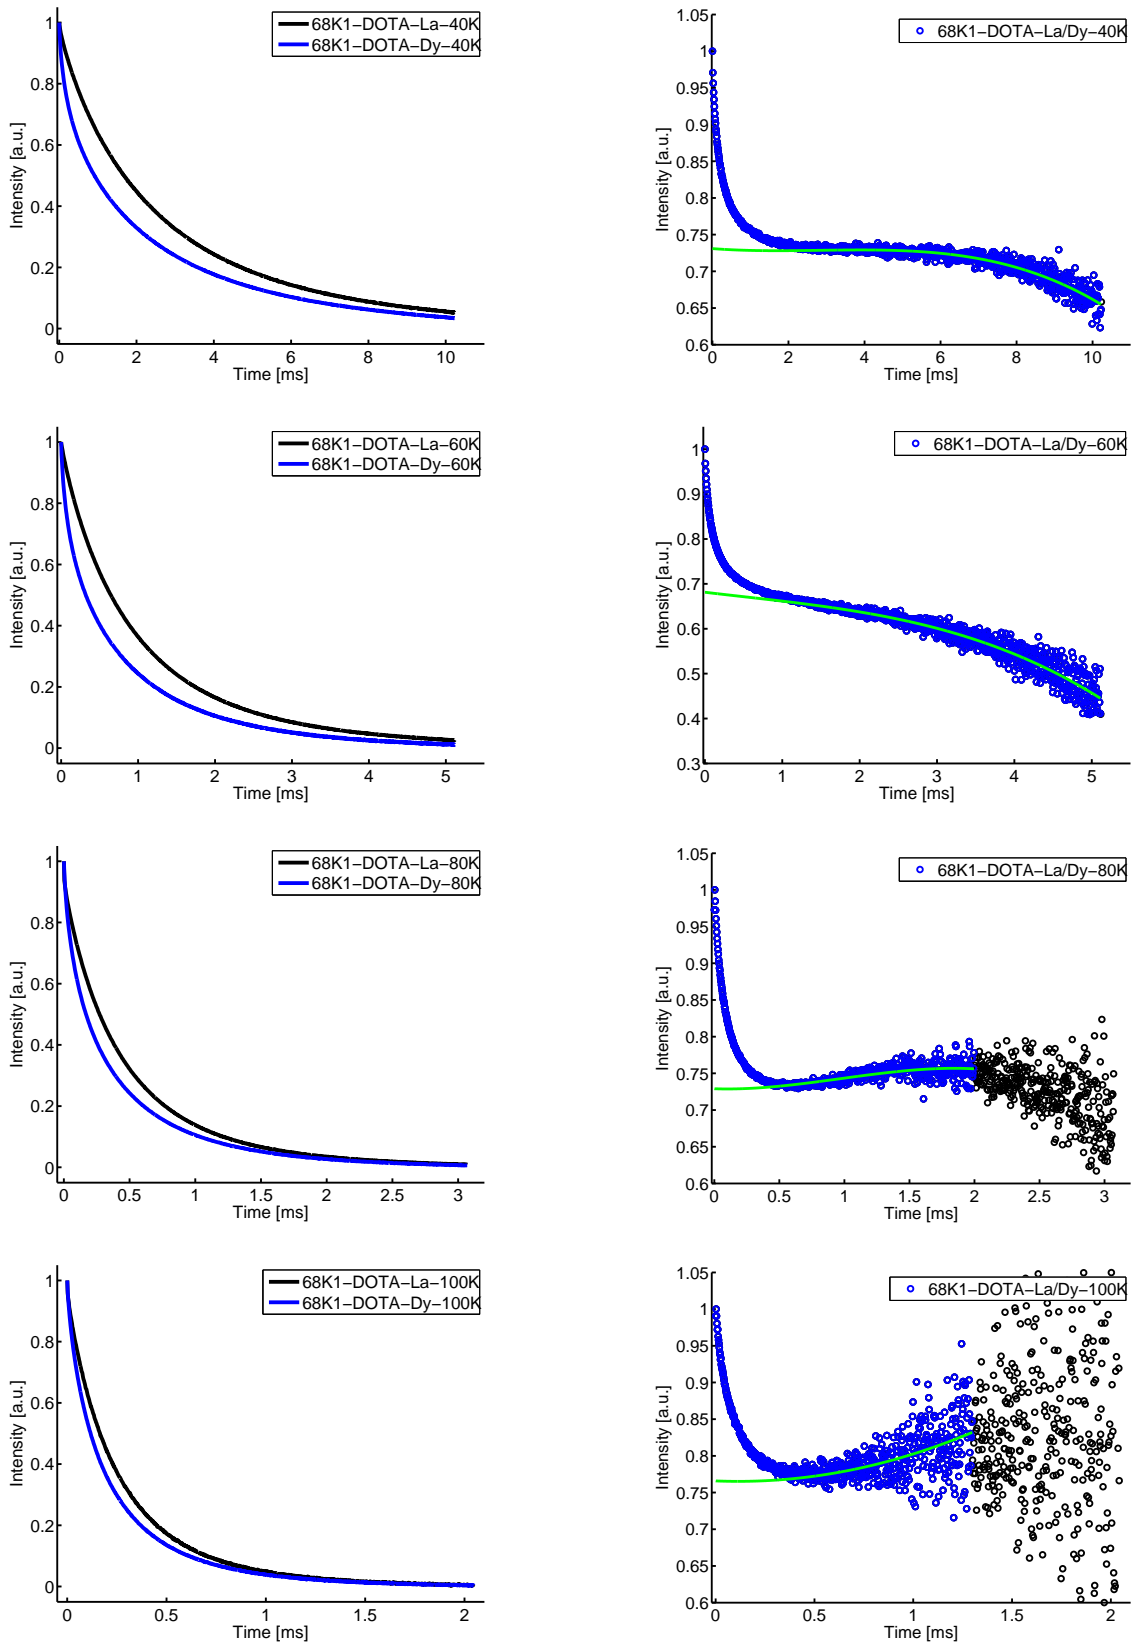 68K1−DOTA−La−40K
68K1−DOTA−Dy−40K
1
0.8
0.6
0.4
0.2
0
Intensity [a.u.]
0 2 4 6 8 10
Time [ms]
68K1−DOTA−La/Dy−40K
1.05
1
0.95
0.9
0.85
0.8
0.75
0.7
0.65
0.6
Intensity [a.u.]
0 2 4 6 8 10
Time [ms]
68K1−DOTA−La−60K
68K1−DOTA−Dy−60K
1
0.8
0.6
0.4
0.2
0
Intensity [a.u.]
0 1 2 3 4 5
Time [ms]
68K1−DOTA−La/Dy−60K
1
0.9
0.8
0.7
0.6
0.5
0.4
0.3
Intensity [a.u.]
0 1 2 3 4 5
Time [ms]
68K1−DOTA−La−80K
68K1−DOTA−Dy−80K
1
0.8
0.6
0.4
0.2
0
Intensity [a.u.]
0 0.5 1 1.5 2 2.5 3
Time [ms]
68K1−DOTA−La/Dy−80K
1.05
1
0.95
0.9
0.85
0.8
0.75
0.7
0.65
0.6
Intensity [a.u.]
0 0.5 1 1.5 2 2.5 3
Time [ms]
68K1−DOTA−La−100K
68K1−DOTA−Dy−100K
1
0.8
0.6
0.4
0.2
0
Intensity [a.u.]
0 0.5 1 1.5 2
Time [ms]
68K1−DOTA−La/Dy−100K
1.05
1
0.95
0.9
0.85
0.8
0.75
0.7
0.65
0.6
Intensity [a.u.]
0 0.5 1 1.5 2
Time [ms]